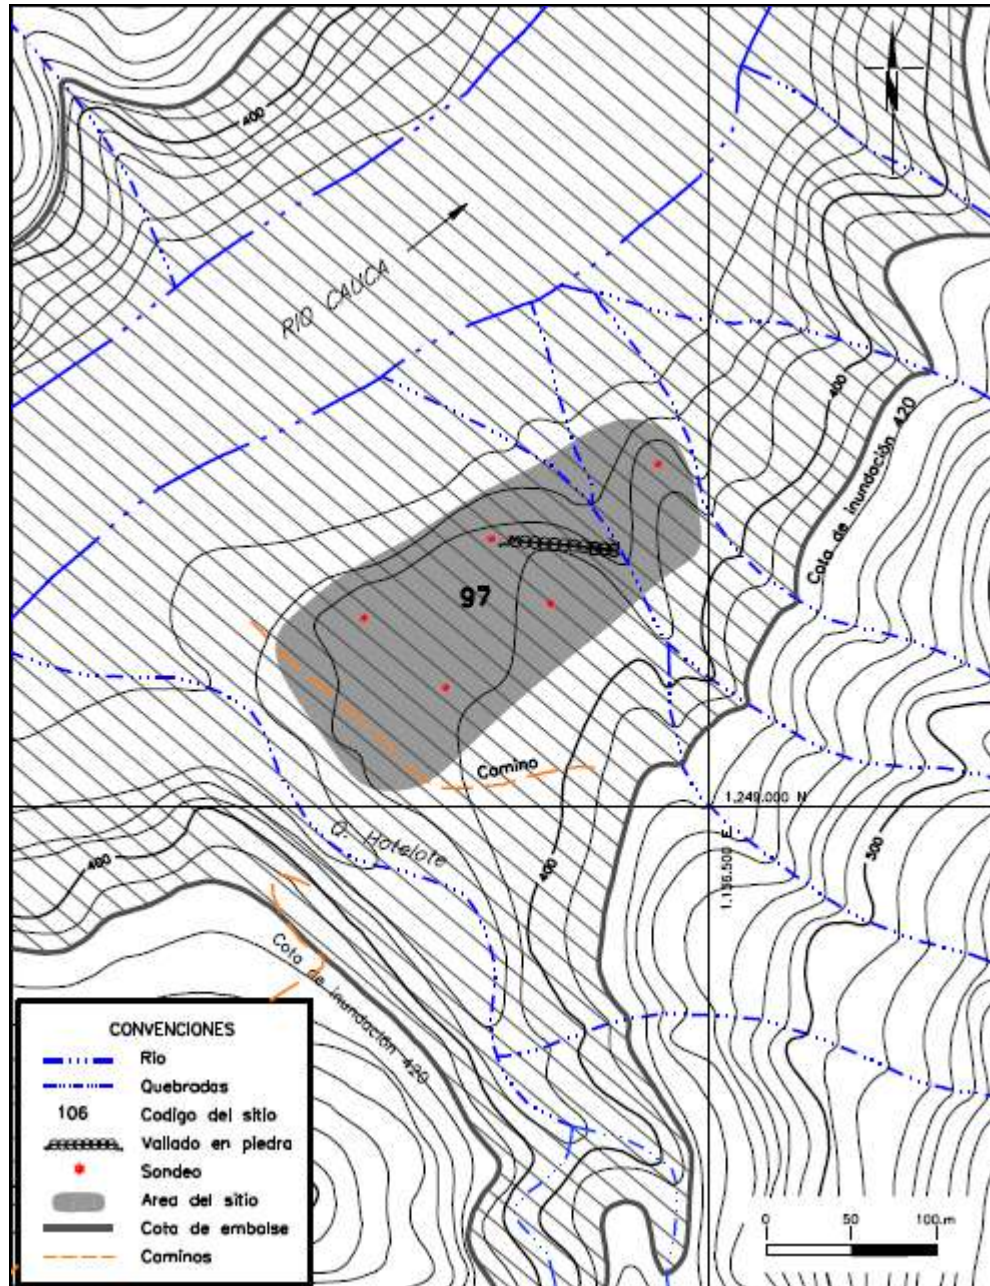 400
RIO CAUCA
400
Cota de inundación 420
97
Camino
1.249.000 N
1.156.500 E
Q. Hatelote
400
400
500
Cota de inundación 420
CONVENCIONES
Rio
Quebradas
106 Codigo del sitio
Vallado en piedra
Sondeo
Area del sitio
Cota de embalse
Caminos
0 50 100 m